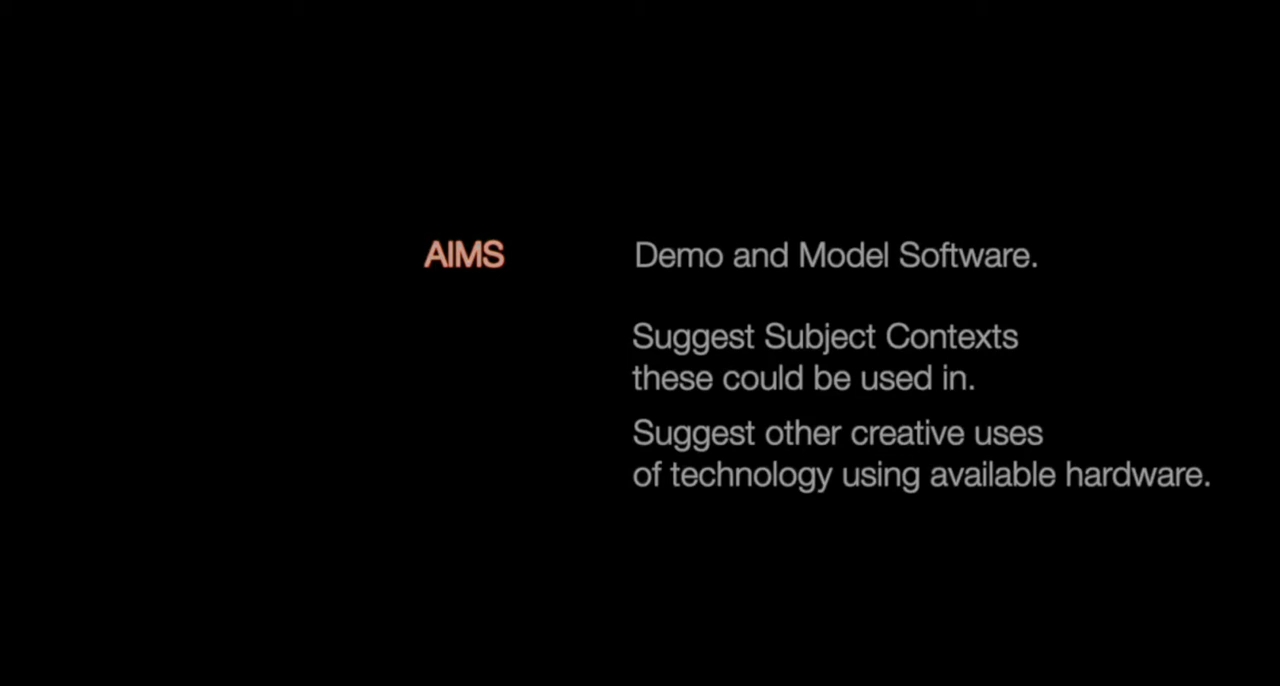 AIMS
Demo and Model Software.
Suggest Subject Contexts
these could be used in.
Suggest other creative uses
of technology using available hardware.